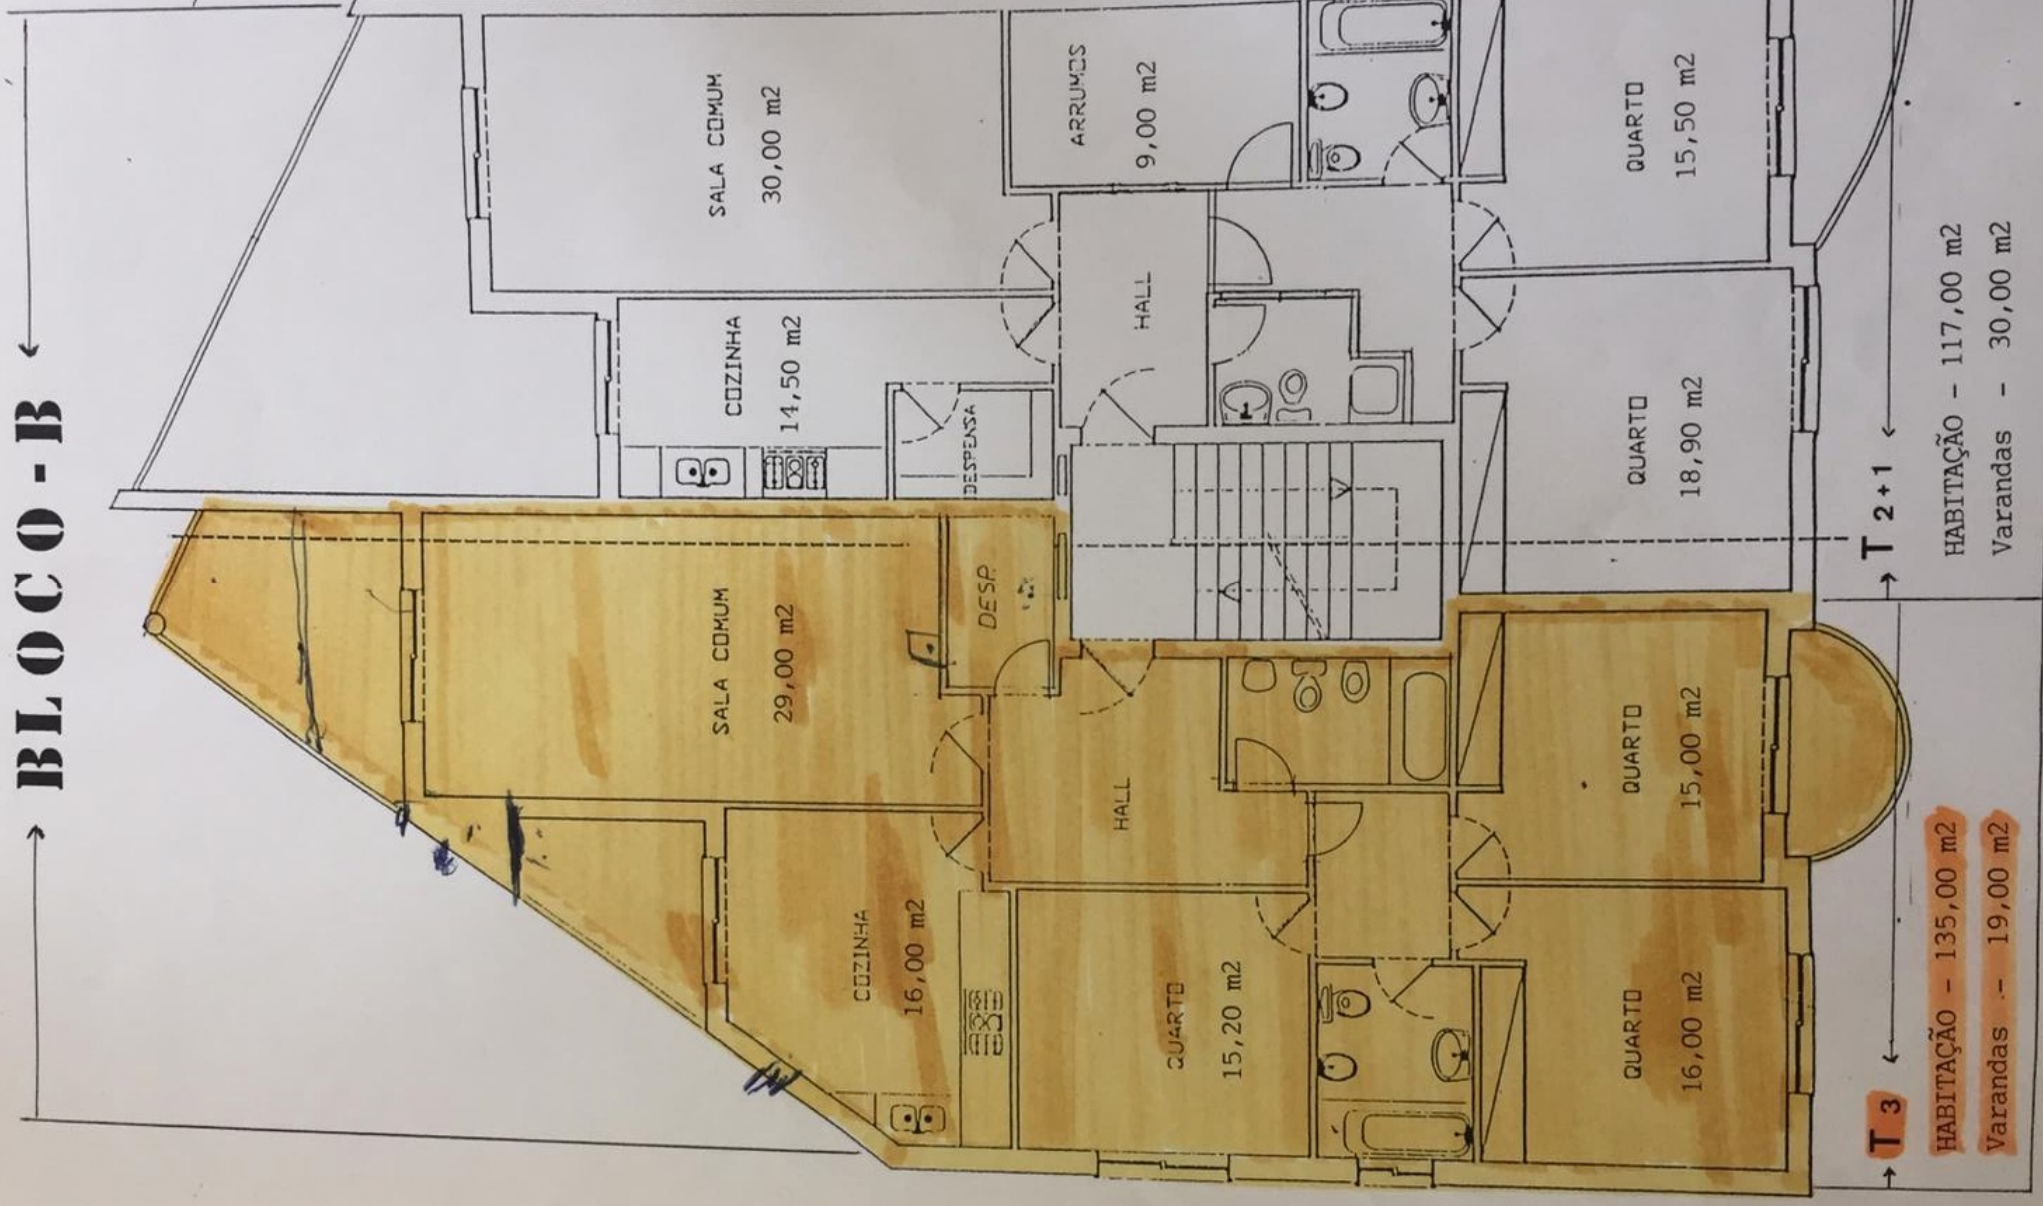 BLOCO-B
SALA COMUM
30,00 m2
ARRUMOS
9,00 m2
QUARTO
15,50 m2
COZINHA
14,50 m2
HALL
DESPENSA
QUARTO
18,90 m2
SALA COMUM
29,00 m2
DESP.
COZINHA
16,00 m2
HALL
QUARTO
15,20 m2
QUARTO
15,00 m2
QUARTO
16,00 m2
T 2+1
HABITAÇÃO - 117,00 m2
Varandas - 30,00 m2
T 3
HABITAÇÃO - 135,00 m2
Varandas .- 19,00 m2